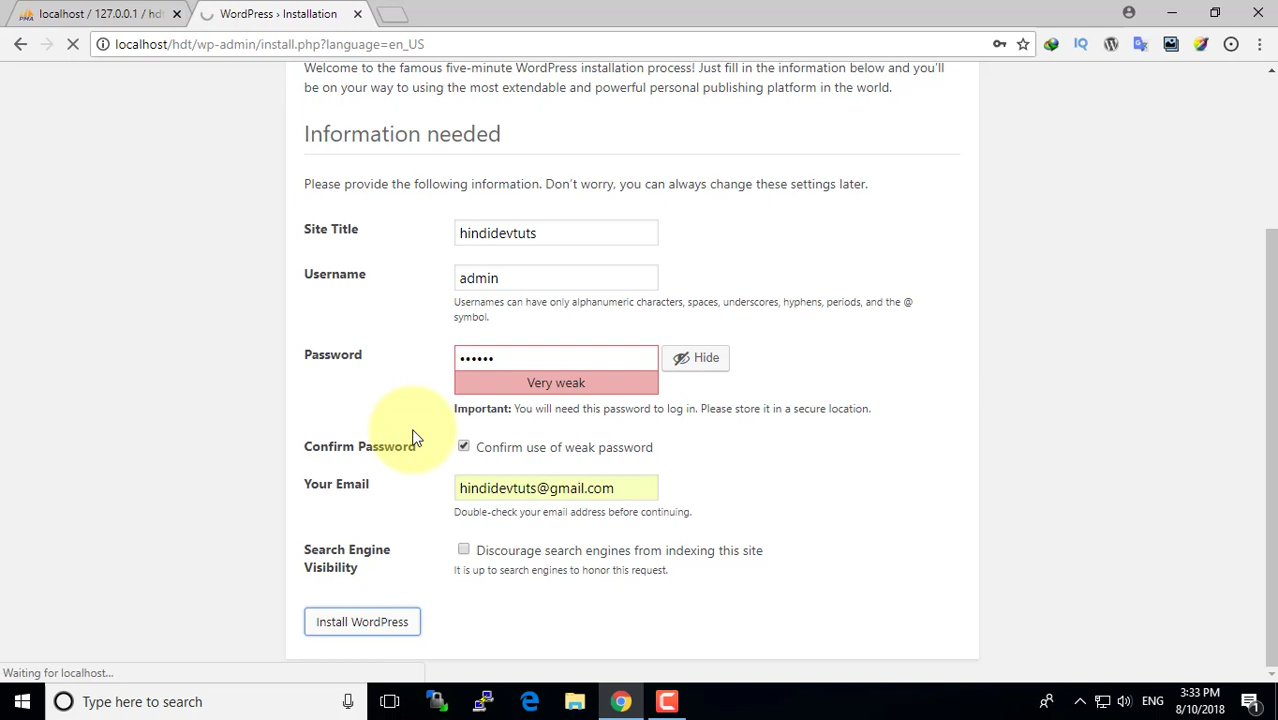 localhost / 127.0.0.1 / hdt
WordPress › Installation
localhost/hdt/wp-admin/install.php?language=en_US
Welcome to the famous five-minute WordPress installation process! Just fill in the information below and you'll
be on your way to using the most extendable and powerful personal publishing platform in the world.
Information needed
Please provide the following information. Don't worry, you can always change these settings later.
Site Title
hindidevtuts
Username
admin
Usernames can have only alphanumeric characters, spaces, underscores, hyphens, periods, and the @
symbol.
Password
••••••
Hide
Very weak
Important: You will need this password to log in. Please store it in a secure location.
Confirm Password
Confirm use of weak password
Your Email
hindidevtuts@gmail.com
Double-check your email address before continuing.
Search Engine
Visibility
Discourage search engines from indexing this site
It is up to search engines to honor this request.
Install WordPress
Waiting for localhost...
Type here to search
ENG
3:33 PM
8/10/2018